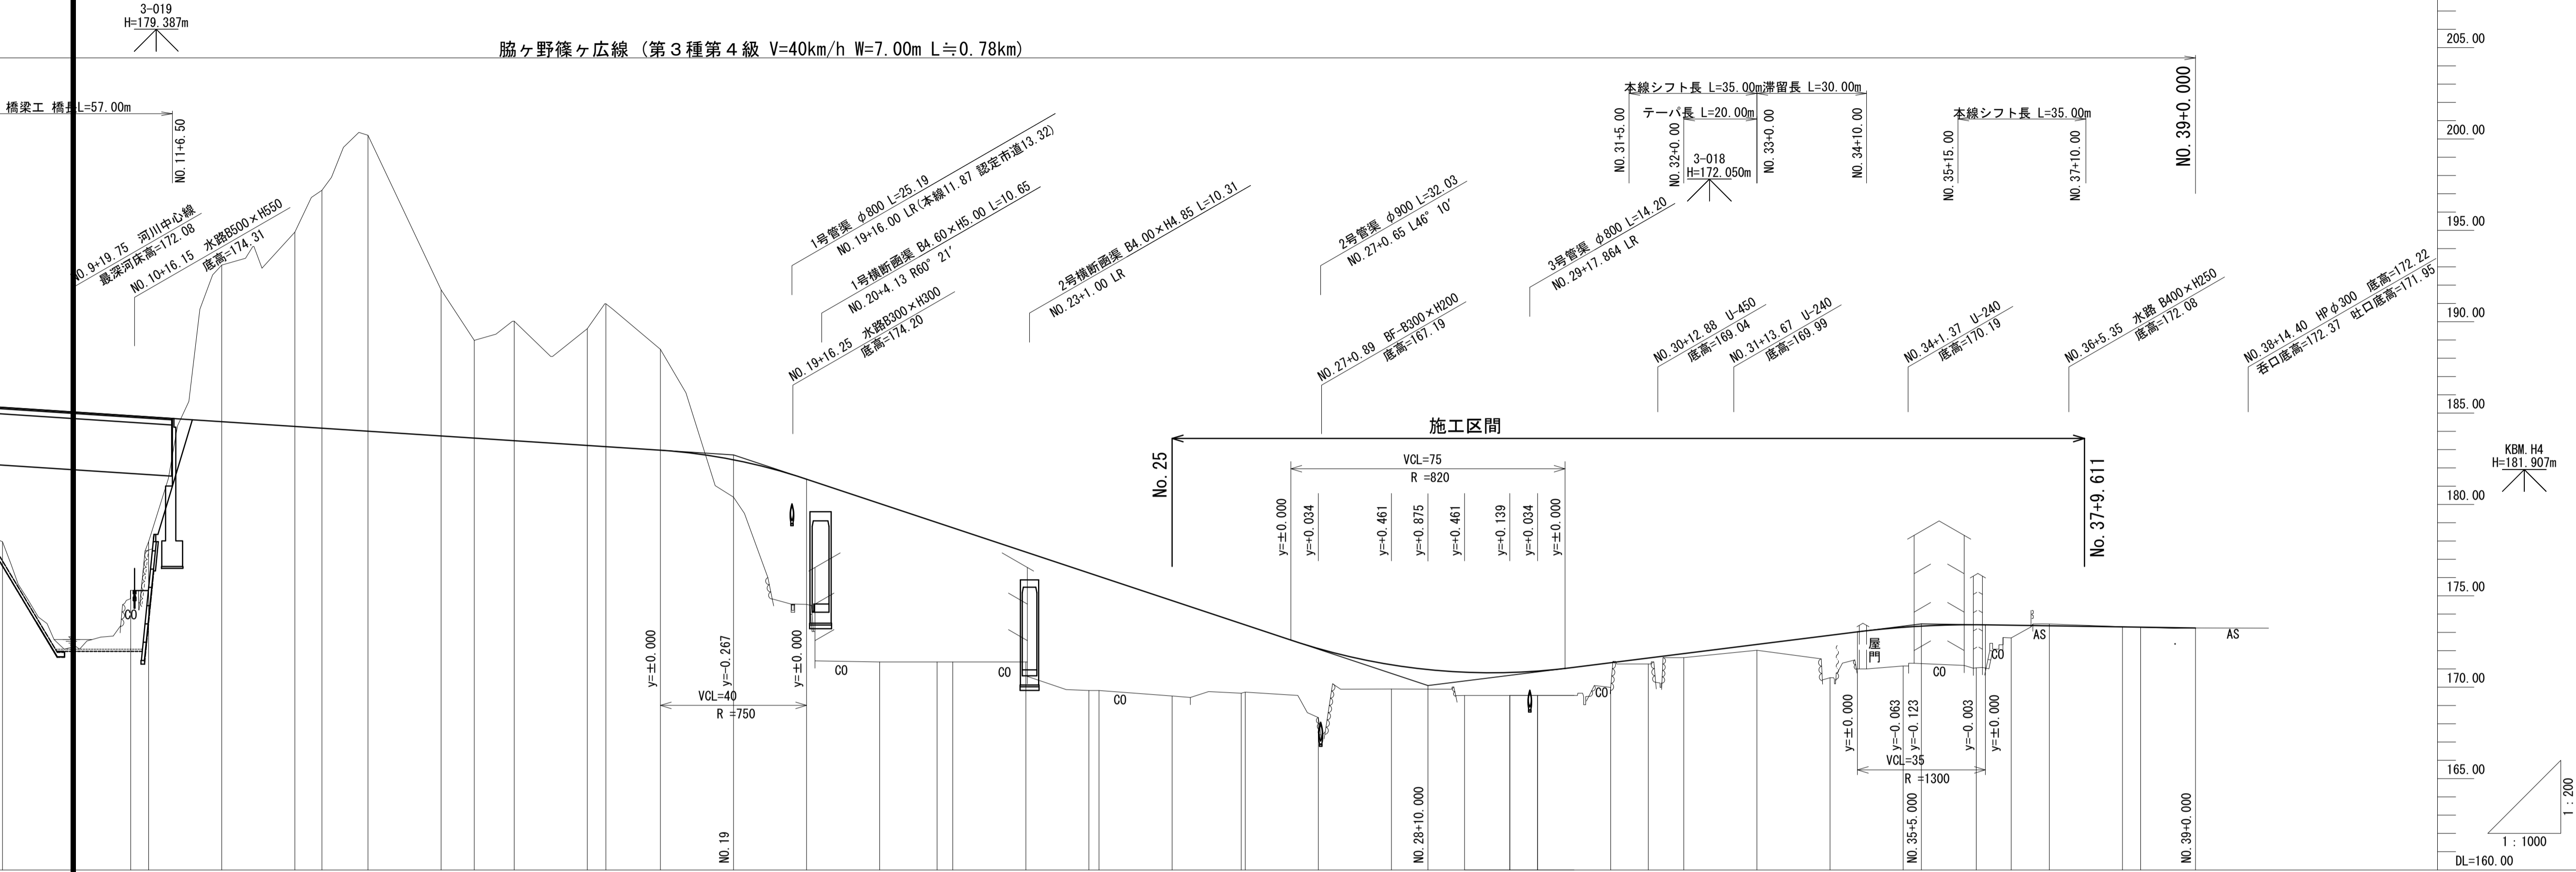 3-019
H=179.387m
脇ヶ野篠ヶ広線 (第３種第４級 V=40km/h W=7.00m L≒0.78km)
橋梁工 橋長L=57.00m
NO.11+6.50
NO.9+19.75 河川中心線
最深河床高=172.08
NO.10+16.15 水路B500×H550
底高=174.31
1号管渠 φ800 L=25.19
NO.19+16.00 LR(本線11.87 認定市道13.32)
1号横断函渠 B4.60×H5.00 L=10.65
NO.20+4.13 R60°21′
NO.19+16.25 水路B300×H300
底高=174.20
2号横断函渠 B4.00×H4.85 L=10.31
NO.23+1.00 LR
2号管渠 φ900 L=32.03
NO.27+0.65 L46°10′
NO.27+0.89 BF-B300×H200
底高=167.19
3号管渠 φ800 L=14.20
NO.29+17.864 LR
本線シフト長 L=35.00m
滞留長 L=30.00m
テーパ長 L=20.00m
本線シフト長 L=35.00m
NO.31+5.00
NO.32+0.00
NO.33+0.00
NO.34+10.00
NO.35+15.00
NO.37+10.00
NO.39+0.000
3-018
H=172.050m
NO.30+12.88 U-450
底高=169.04
NO.31+13.67 U-240
底高=169.99
NO.34+1.37 U-240
底高=170.19
NO.36+5.35 水路 B400×H250
底高=172.08
NO.38+14.40 HPφ300 底高=172.22
呑口底高=172.37 吐口底高=171.95
施工区間
No.25
No.37+9.611
VCL=75
R =820
y=±0.000
y=+0.034
y=+0.461
y=+0.875
y=+0.461
y=+0.139
y=+0.034
y=±0.000
y=±0.000
y=-0.267
y=±0.000
VCL=40
R =750
y=±0.000
y=-0.063
y=-0.123
y=-0.003
y=±0.000
VCL=35
R =1300
CO
CO
CO
CO
CO
CO
CO
AS
AS
屋
門
NO.19
NO.28+10.000
NO.35+5.000
NO.39+0.000
205.00
200.00
195.00
190.00
185.00
180.00
175.00
170.00
165.00
DL=160.00
KBM.H4
H=181.907m
1 : 200
1 : 1000